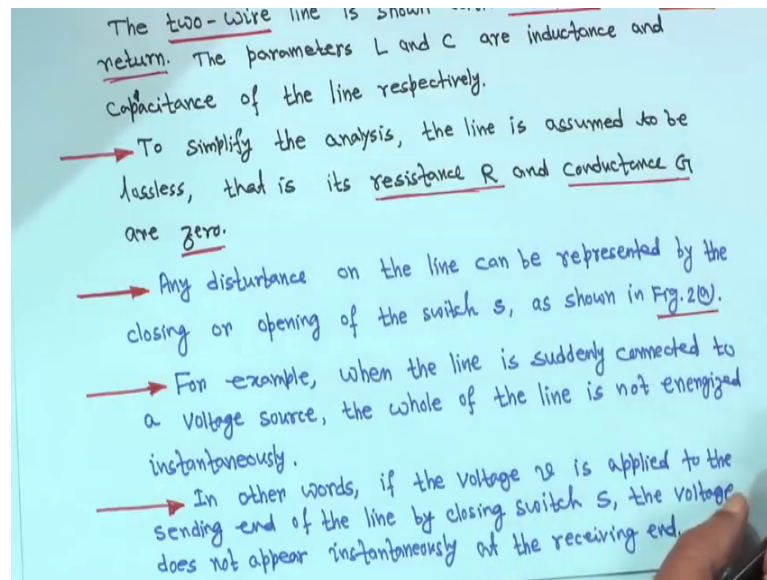 The two-wire line is shown
return. The parameters L and C are inductance and
Capacitance of the line respectively.
To simplify the analysis, the line is assumed to be
lossless, that is its resistance R and Conductance G
are zero.
Any disturbance on the line can be represented by the
closing or opening of the switch S, as shown in Fig.2(a).
For example, when the line is suddenly connected to
a voltage source, the whole of the line is not energized
instantaneously.
In other words, if the voltage v is applied to the
sending end of the line by closing switch S, the voltage
does not appear instantaneously at the receiving end.